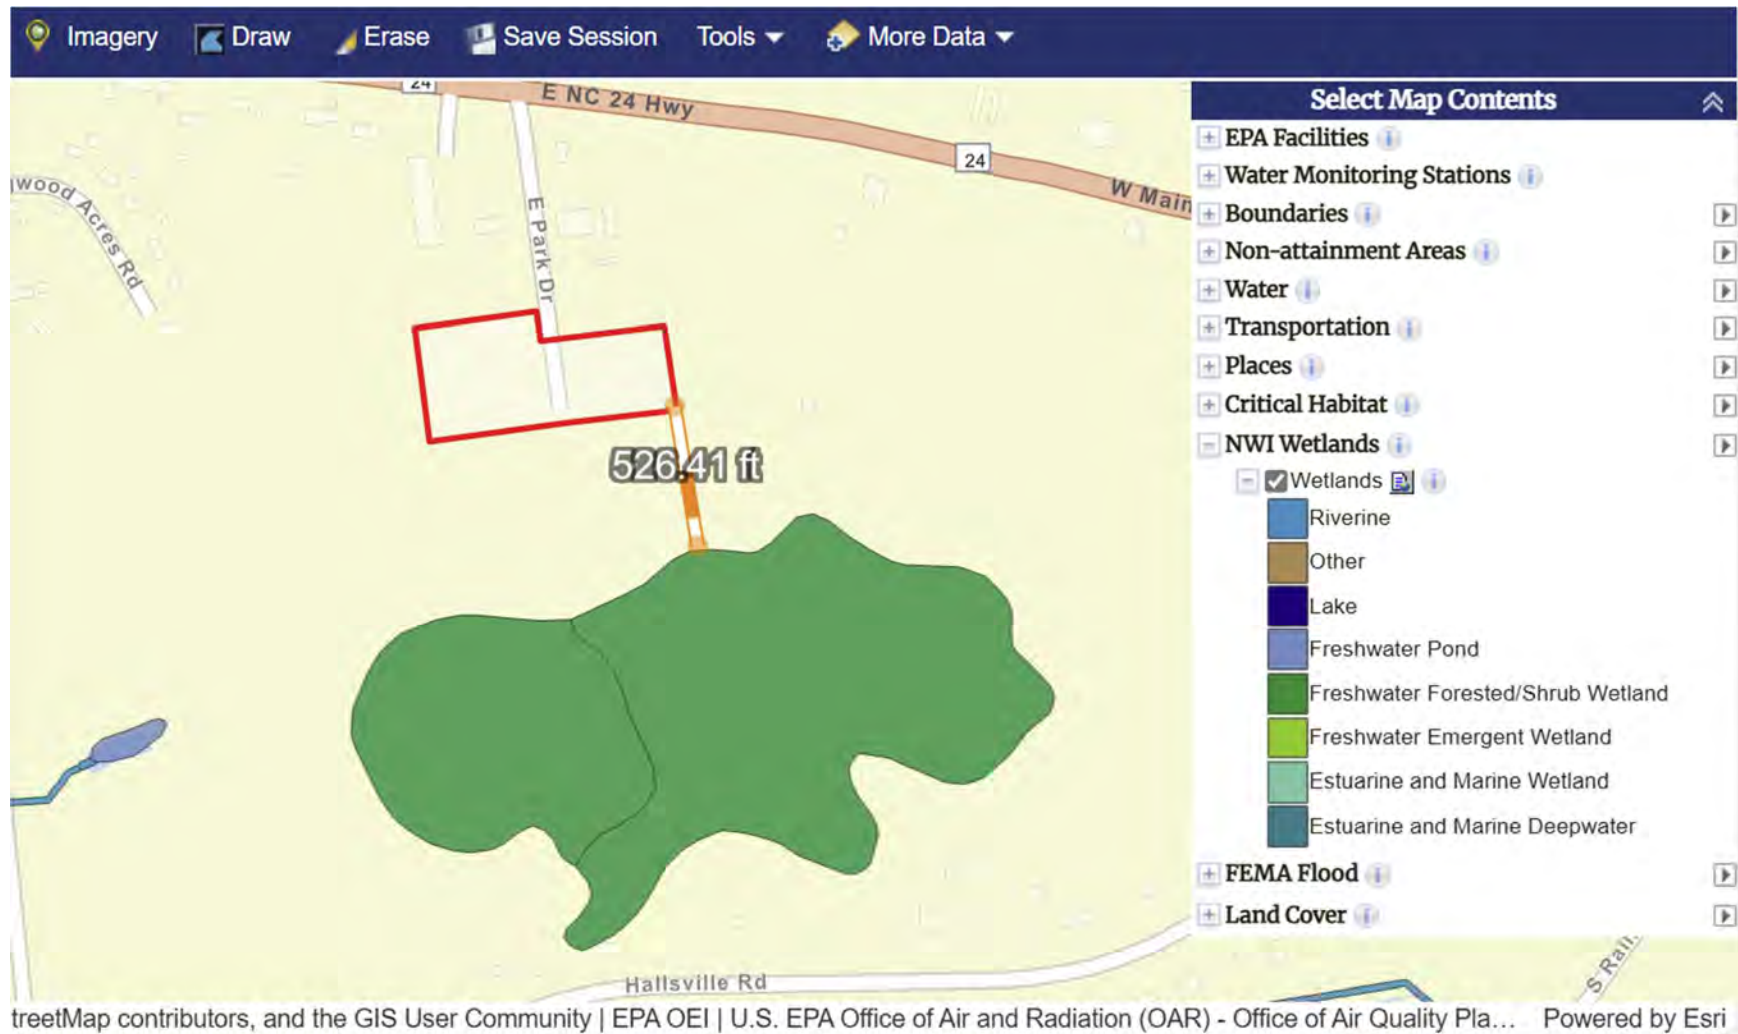 Imagery Draw Erase Save Session Tools More Data
24
E NC 24 Hwy
24
W Main
wood Acres Rd
E Park Dr
526.41 ft
Hallsville Rd
S Rail
Select Map Contents
EPA Facilities
Water Monitoring Stations
Boundaries
Non-attainment Areas
Water
Transportation
Places
Critical Habitat
NWI Wetlands
Wetlands
Riverine
Other
Lake
Freshwater Pond
Freshwater Forested/Shrub Wetland
Freshwater Emergent Wetland
Estuarine and Marine Wetland
Estuarine and Marine Deepwater
FEMA Flood
Land Cover
treetMap contributors, and the GIS User Community | EPA OEI | U.S. EPA Office of Air and Radiation (OAR) - Office of Air Quality Pla... Powered by Esri